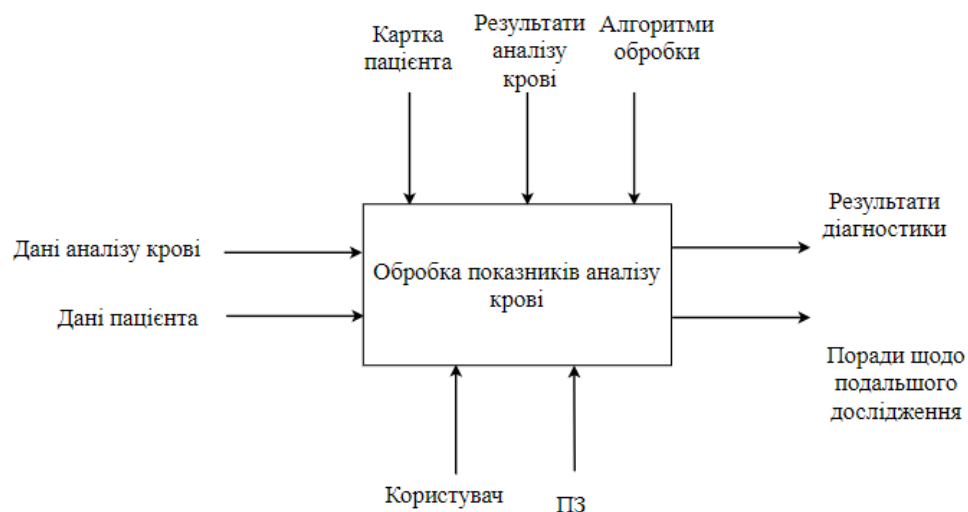 Картка
пацієнта
Результати
аналізу
крові
Алгоритми
обробки
Дані аналізу крові
Дані пацієнта
Обробка показників аналізу
крові
Результати
діагностики
Поради щодо
подальшого
дослідження
Користувач
ПЗ